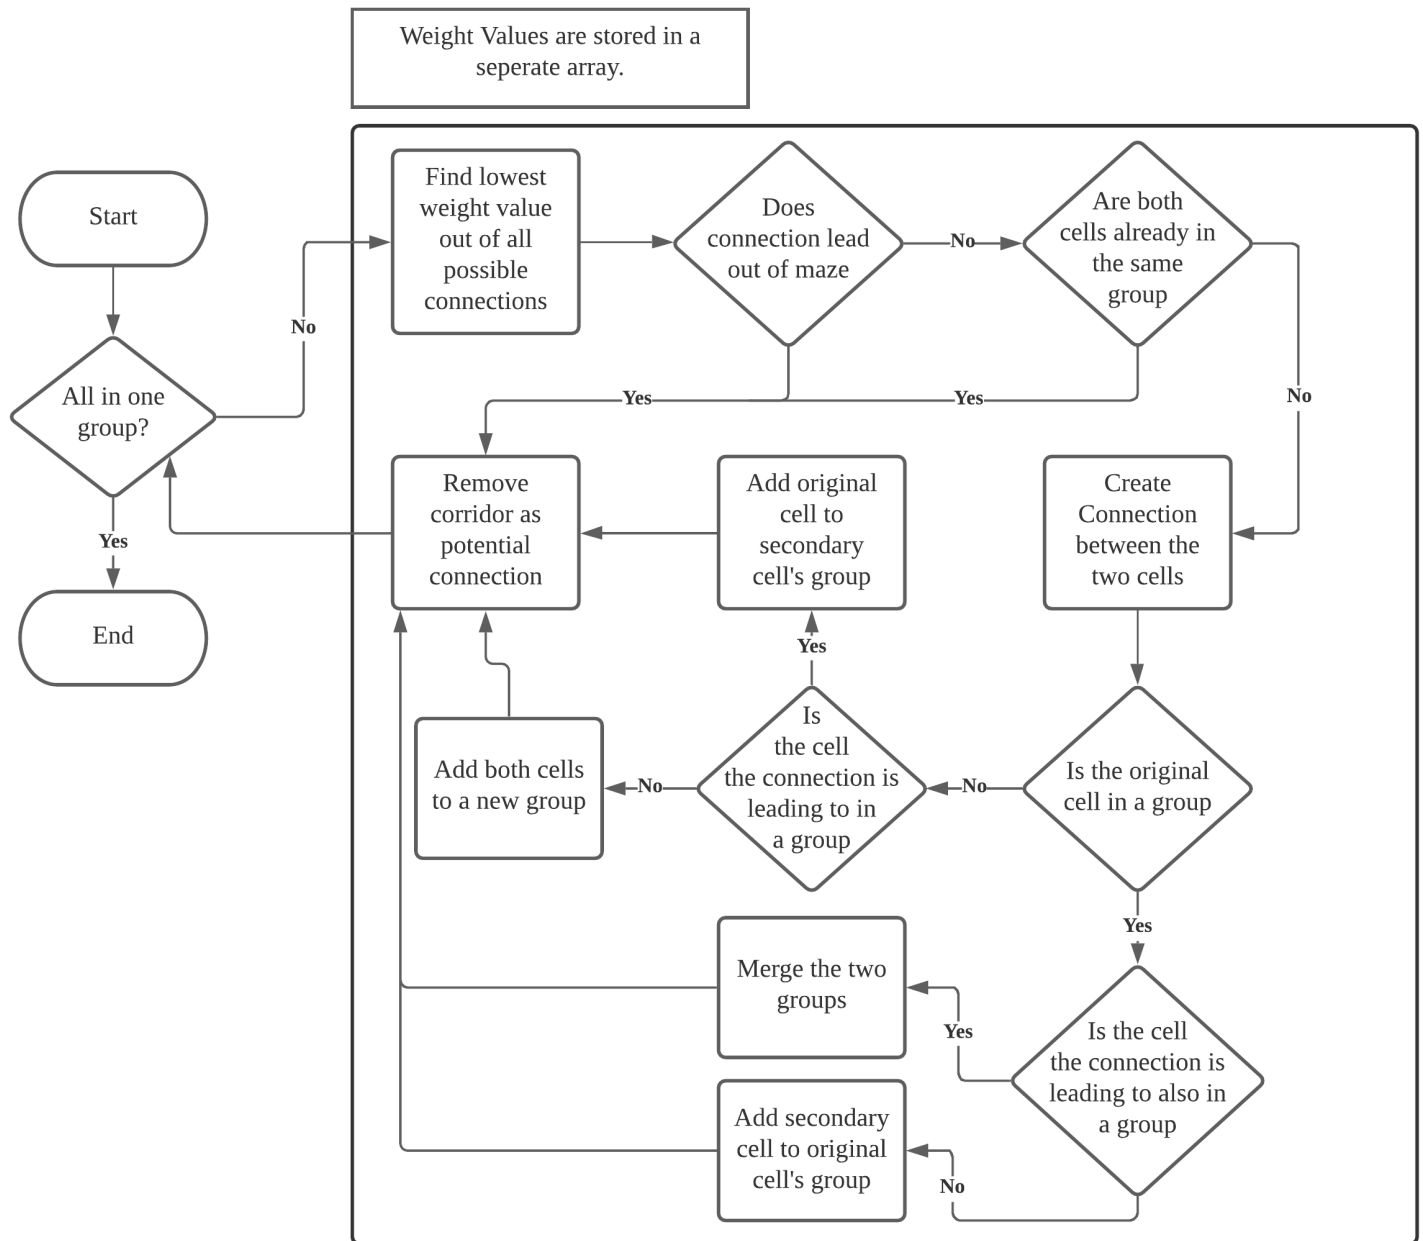 Weight Values are stored in a
seperate array.
Start
All in one
group?
Yes
End
No
Find lowest
weight value
out of all
possible
connections
Does
connection lead
out of maze
No
Are both
cells already in
the same
group
Yes
Yes
No
Remove
corridor as
potential
connection
Add original
cell to
secondary
cell's group
Create
Connection
between the
two cells
Yes
Add both cells
to a new group
No
Is
the cell
the connection is
leading to in
a group
No
Is the original
cell in a group
Yes
Merge the two
groups
Yes
Is the cell
the connection is
leading to also in
a group
Add secondary
cell to original
cell's group
No